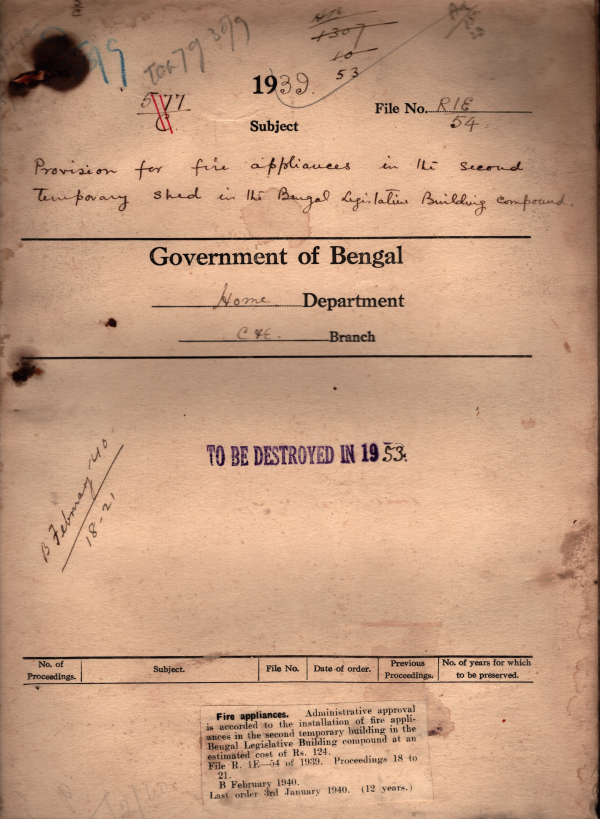 1307
10
53
1939.
577
File No. R1E
54
Subject
Provision for fire appliances in the second
temporary shed in the Bengal Legislative Building compound.
Government of Bengal
Home Department
Branch
B February '40
18-21
TO BE DESTROYED IN 1953.
No. of Proceedings. Subject. File No. Date of order. Previous Proceedings. No. of years for which to be preserved.
Fire appliances. Administrative approval
is accorded to the installation of fire appli-
ances in the second temporary building in the
Bengal Legislative Building compound at an
estimated cost of Rs. 124.
File R. 1E—54 of 1939. Proceedings 18 to
21.
B February 1940.
Last order 3rd January 1940. (12 years.)